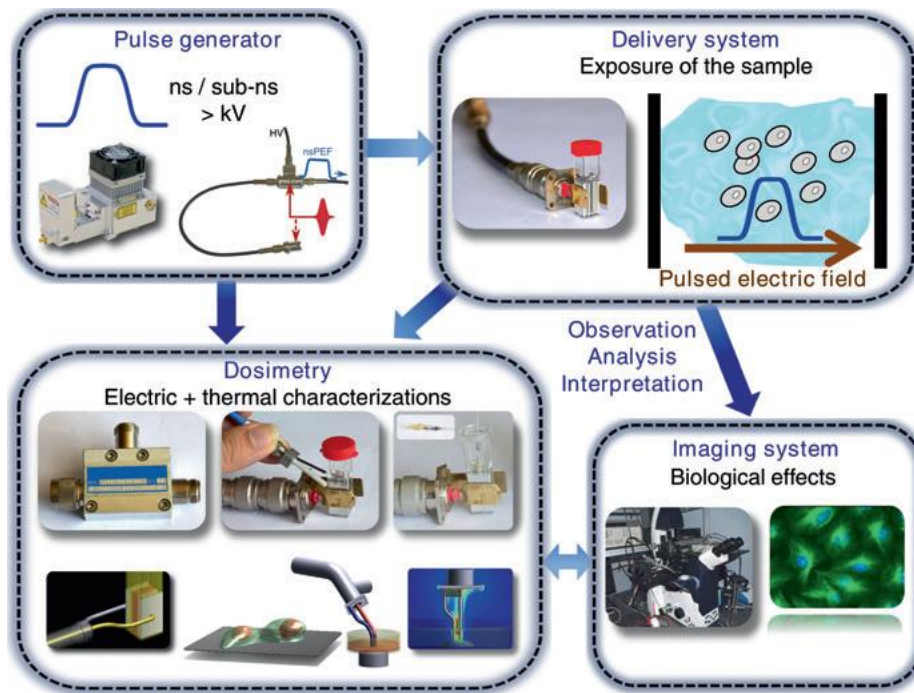 Pulse generator
ns / sub-ns
> kV
HV
nsPEF
Delivery system
Exposure of the sample
Pulsed electric field
Observation
Analysis
Interpretation
Dosimetry
Electric + thermal characterizations
Imaging system
Biological effects